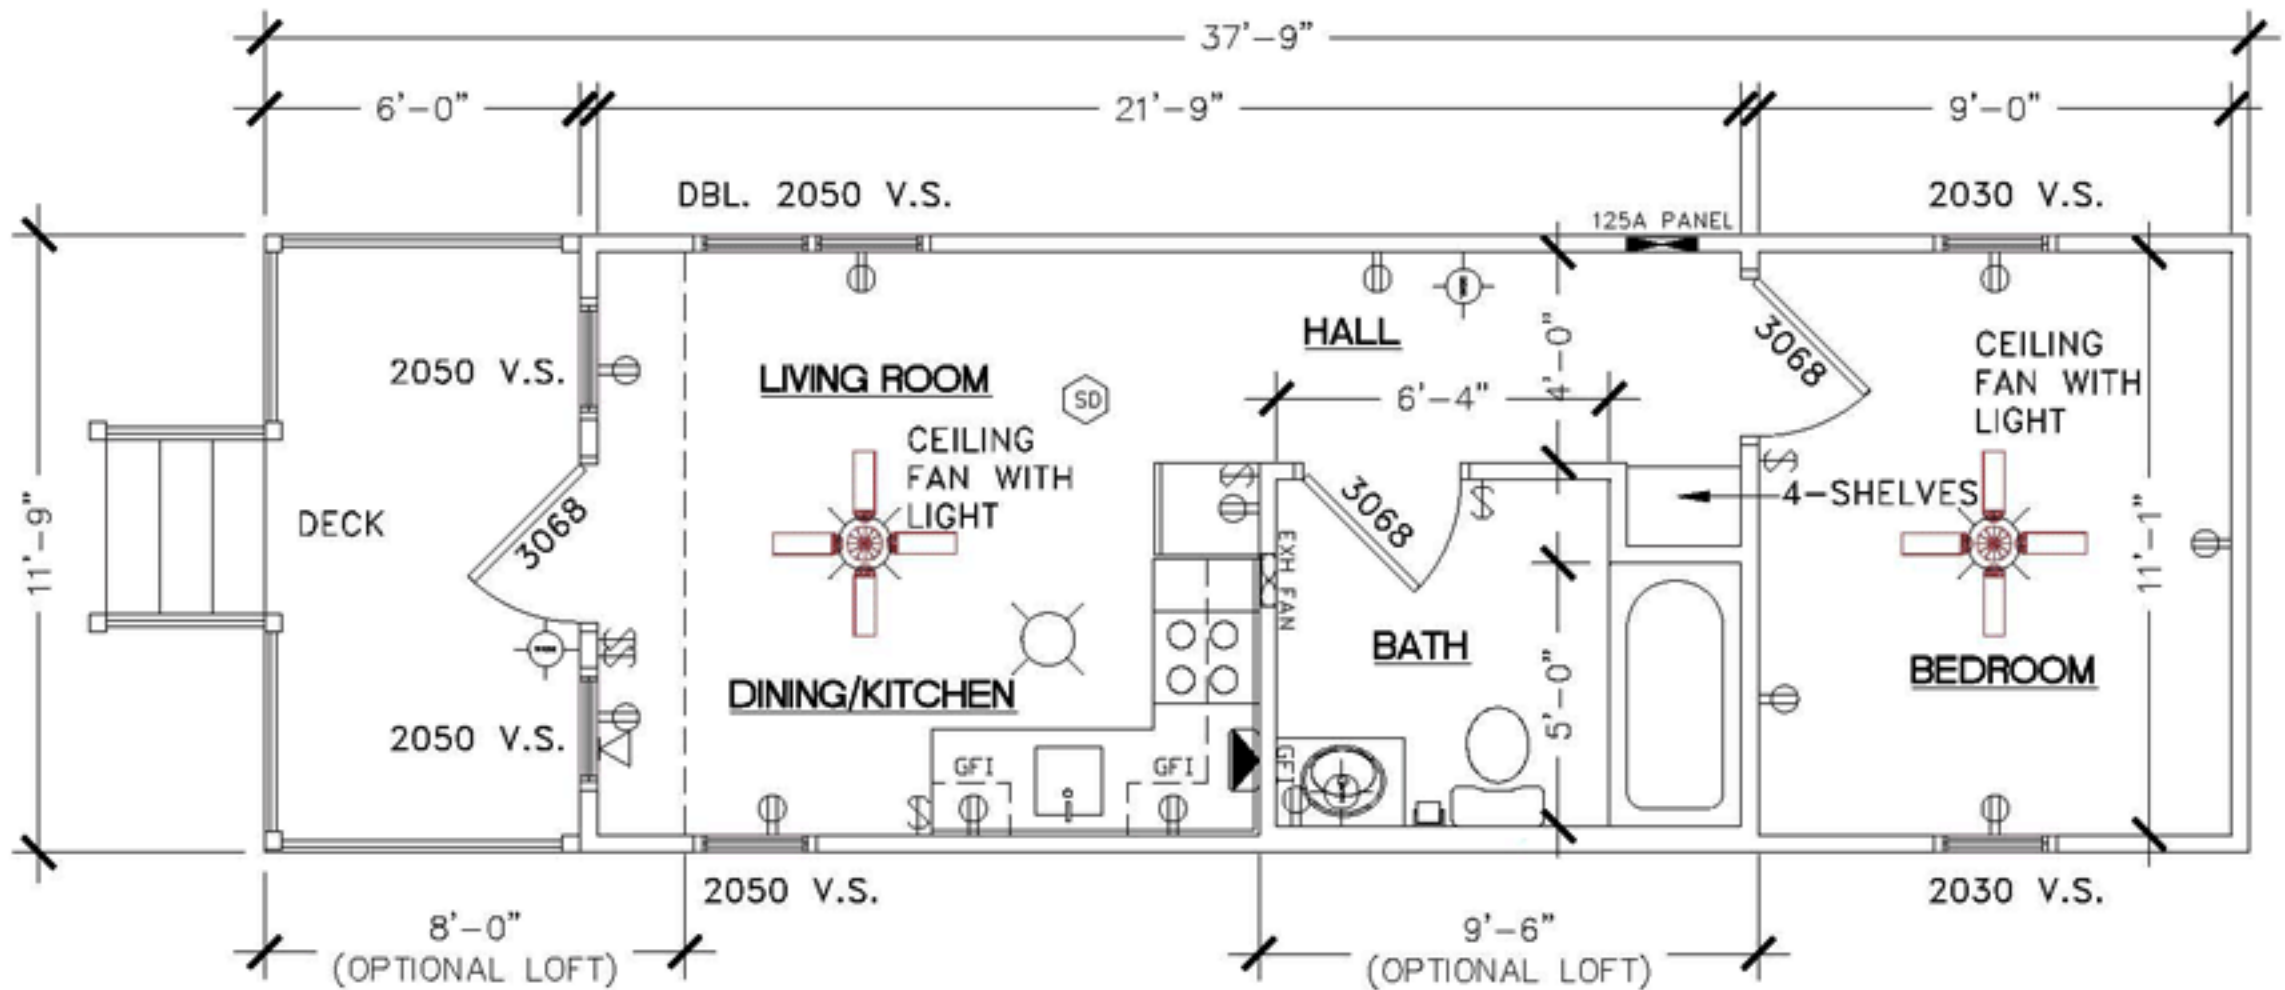 37'-9"
6'-0"
21'-9"
9'-0"
DBL. 2050 V.S.
2030 V.S.
125A PANEL
11'-9"
2050 V.S.
LIVING ROOM
SD
HALL
6'-4"
4'-0"
3068
CEILING
FAN WITH
LIGHT
CEILING
FAN WITH
LIGHT
DECK
3068
3068
4-SHELVES
11'-1"
EXH FAN
BATH
BEDROOM
DINING/KITCHEN
5'-0"
2050 V.S.
GFI
GFI
GFI
2050 V.S.
2030 V.S.
8'-0"
(OPTIONAL LOFT)
9'-6"
(OPTIONAL LOFT)